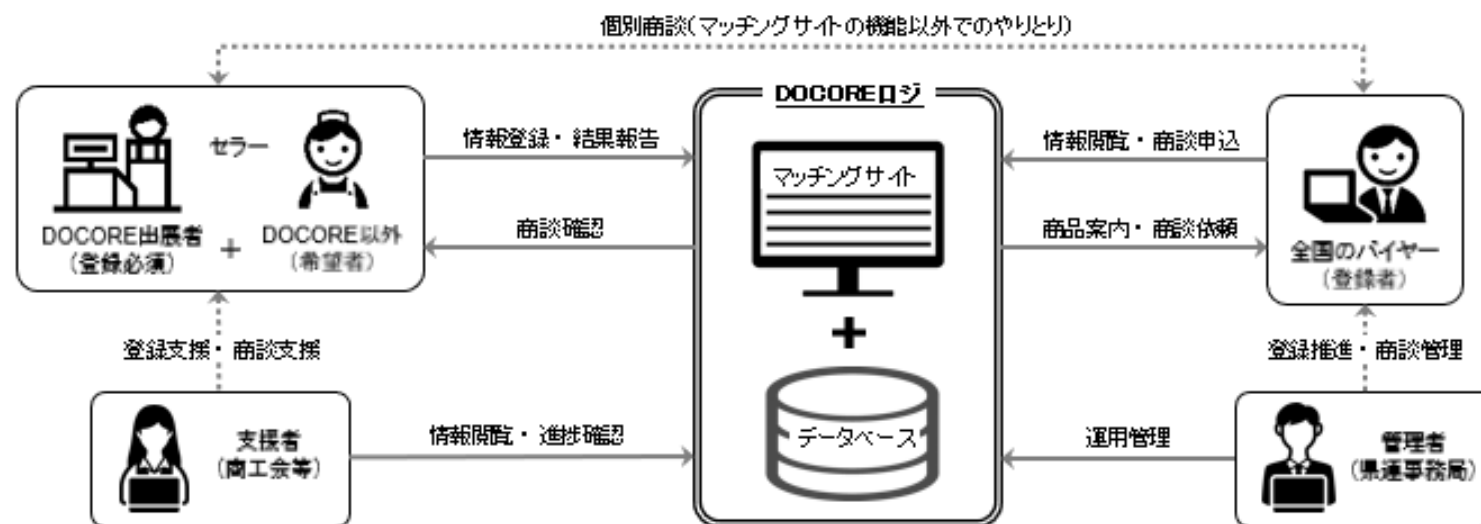 個別商談(マッチングサイトの機能以外でのやりとり)
DOCOREロジ
セラー
情報登録・結果報告
情報閲覧・商談申込
マッチングサイト
DOCORE出展者
(登録必須)
+
DOCORE以外
(希望者)
商談確認
商品案内・商談依頼
全国のバイヤー
(登録者)
+
登録支援・商談支援
登録推進・商談管理
データベース
支援者
(商工会等)
情報閲覧・進捗確認
運用管理
管理者
(県連事務局)